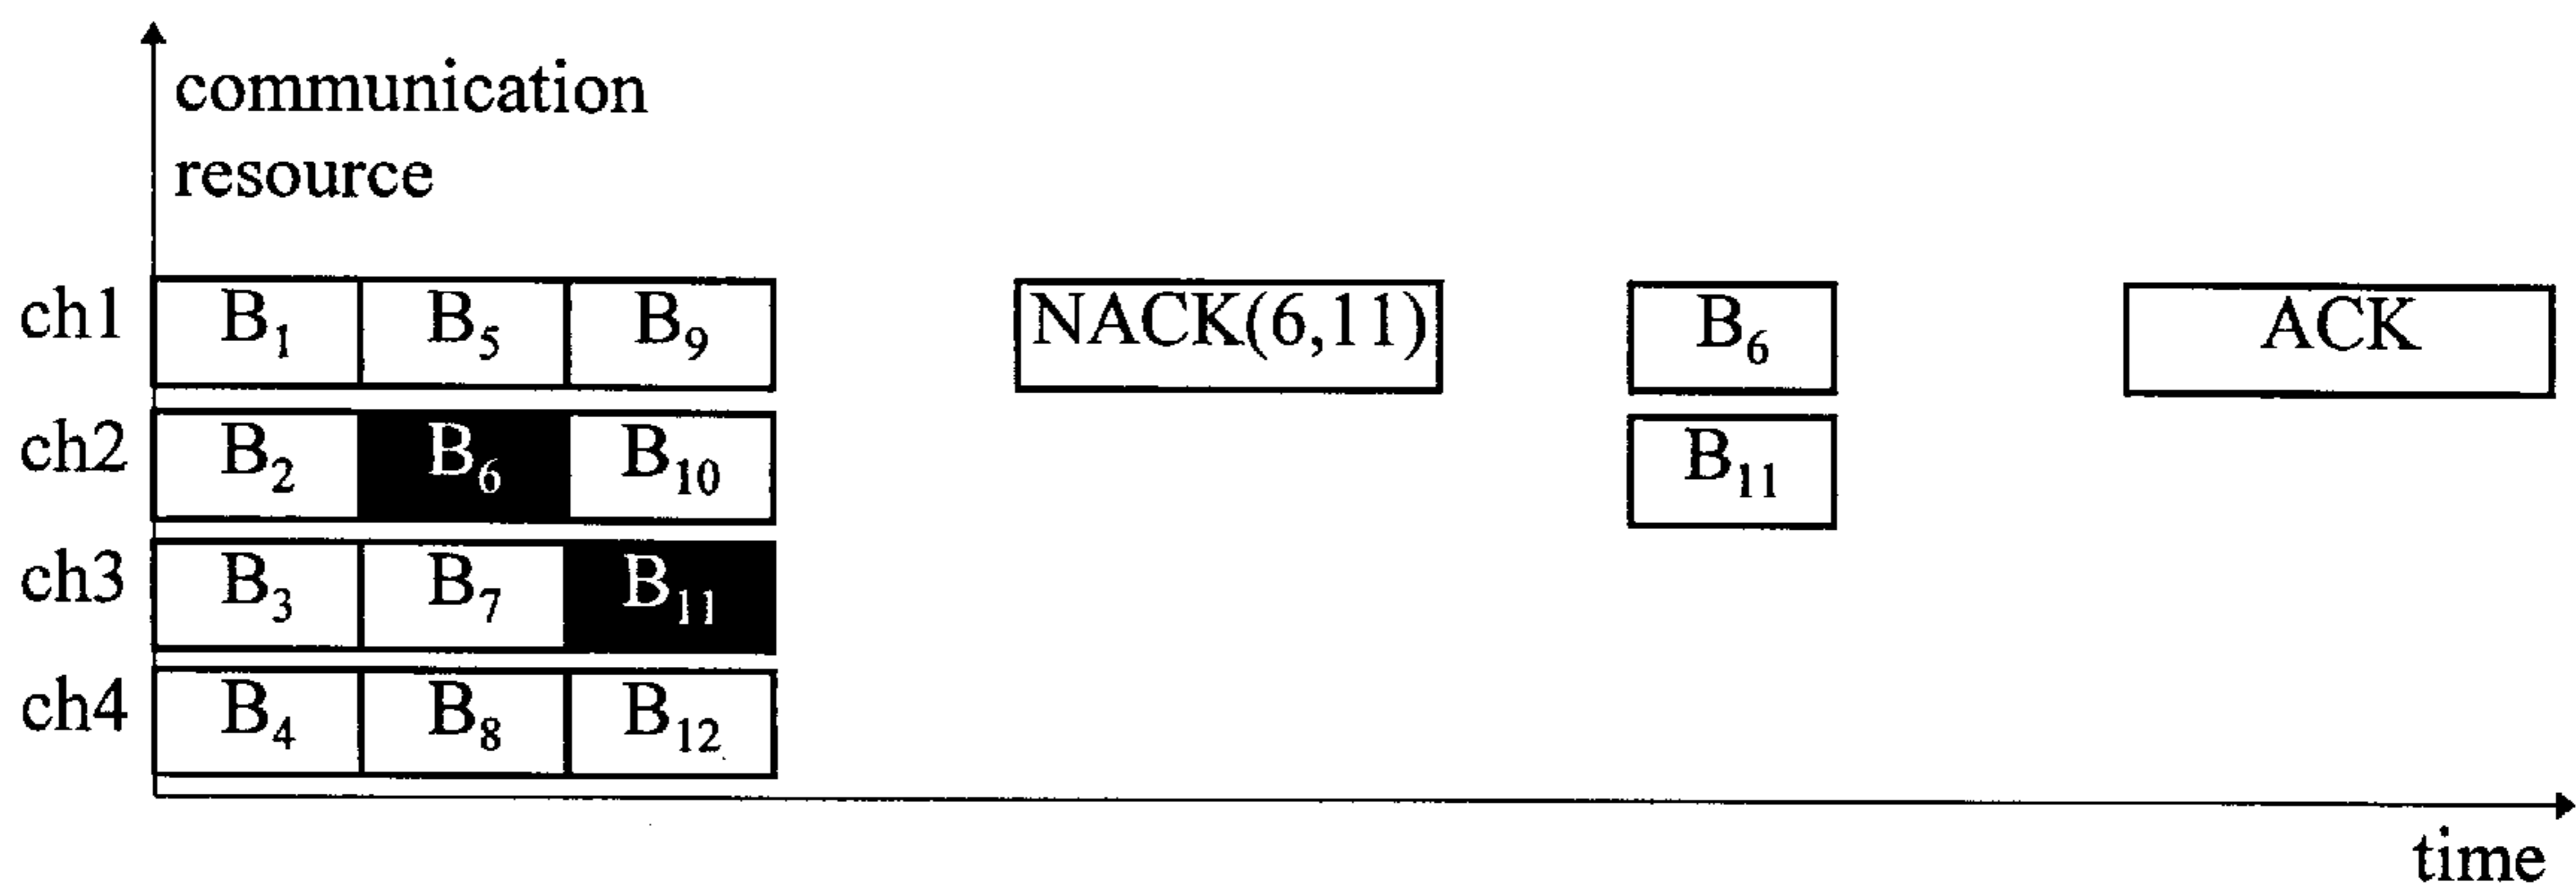 communication
resource
ch1 B₁ B₅ B₉ NACK(6,11) B₆ ACK
ch2 B₂ B₆ B₁₀ B₁₁
ch3 B₃ B₇ B₁₁
ch4 B₄ B₈ B₁₂
time